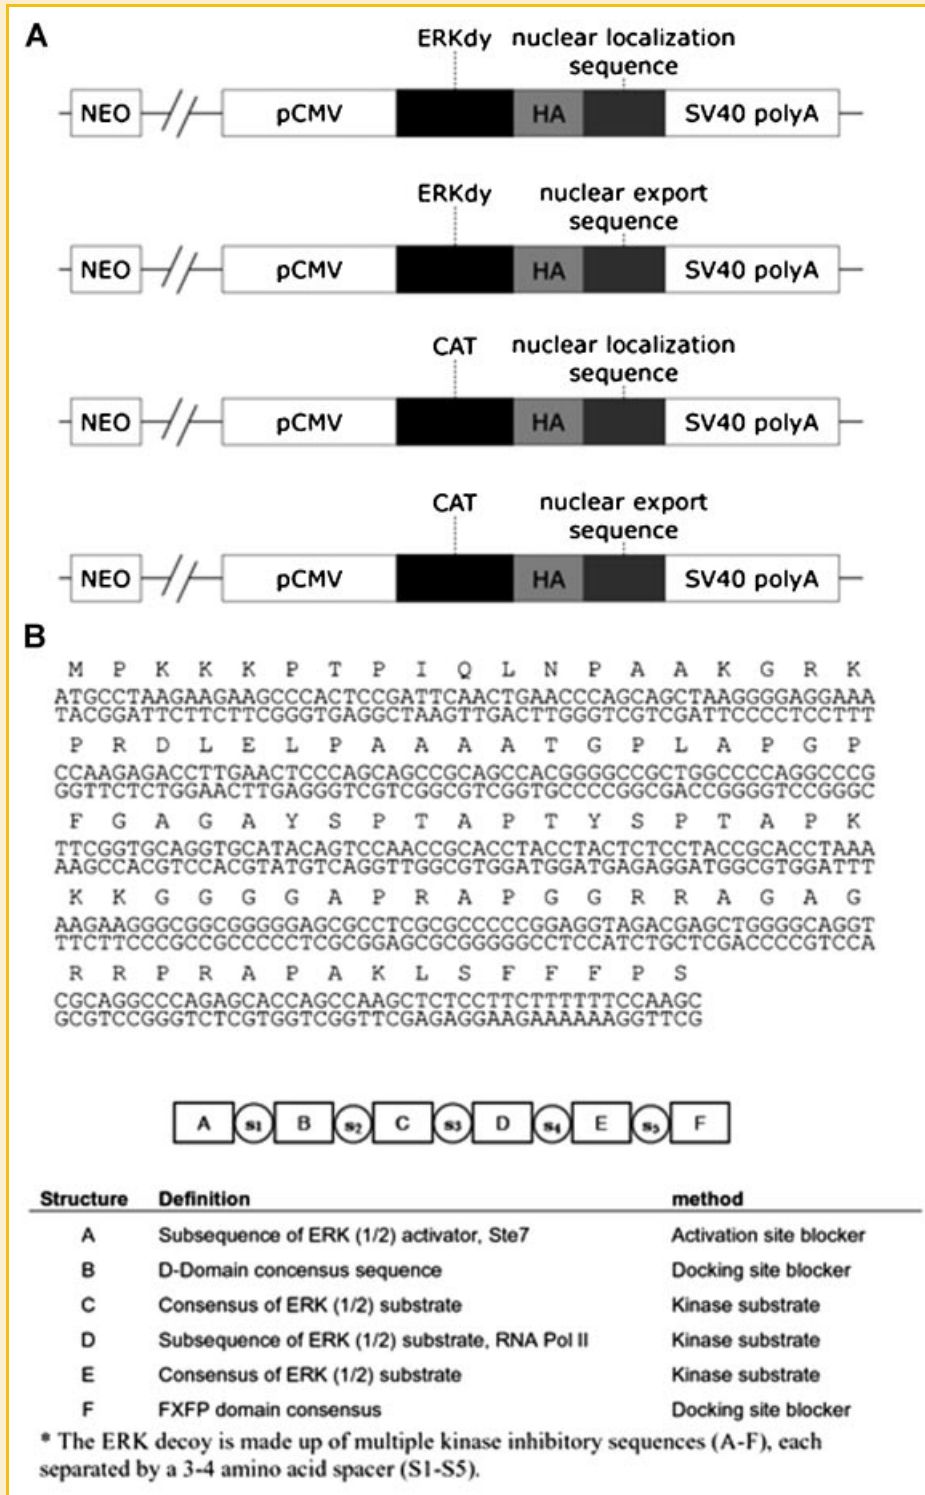 A
ERKdy nuclear localization
sequence
NEO pCMV HA SV40 polyA
ERKdy nuclear export
sequence
NEO pCMV HA SV40 polyA
CAT nuclear localization
sequence
NEO pCMV HA SV40 polyA
CAT nuclear export
sequence
NEO pCMV HA SV40 polyA
B
M P K K K P T P I Q L N P A A K G R K
ATGCCTAAGAAGAAGCCCACTCCGATTCAACTGAACCCAGCAGCTAAGGGGAGGAAA
TACGGATTCTTCTTCGGGTGAGGCTAAGTTGACTTGGGTCGTCGATTCCCCTCCTTT
P R D L E L P A A A A T G P L A P G P
CCAAGAGACCTTGAACTCCCAGCAGCCGCAGCCACGGGGCCGCTGGCCCCAGGCCCG
GGTTCTCTGGAACTTGAGGGTCGTCGGCGTCGGTGCCCCGGCGACCGGGGTCCGGGC
F G A G A Y S P T A P T Y S P T A P K
TTCGGTGCAGGTGCATACAGTCCAACCGCACCTACCTACTCTCCTACCGCACCTAAA
AAGCCACGTCCACGTATGTCAGGTTGGCGTGGATGGATGAGAGGATGGCGTGGATTT
K K G G G G A P R A P G G R R A G A G
AAGAAGGGCGGCGGGGGAGCGCCTCGCGCCCCCGGAGGTAGACGAGCTGGGGCAGGT
TTCTTCCCGCCGCCCCCTCGCGGAGCGCGGGGGCCTCCATCTGCTCGACCCCGTCCA
R R P R A P A K L S F F F P S
CGCAGGCCCAGAGCACCAGCCAAGCTCTCCTTCTTTTTTCCAAGC
GCGTCCGGGTCTCGTGGTCGGTTCGAGAGGAAGAAAAAAGGTTCG
A s1 B s2 C s3 D s4 E s5 F
Structure Definition method
A Subsequence of ERK (1/2) activator, Ste7 Activation site blocker
B D-Domain concensus sequence Docking site blocker
C Consensus of ERK (1/2) substrate Kinase substrate
D Subsequence of ERK (1/2) substrate, RNA Pol II Kinase substrate
E Consensus of ERK (1/2) substrate Kinase substrate
F FXFP domain consensus Docking site blocker
* The ERK decoy is made up of multiple kinase inhibitory sequences (A-F), each
separated by a 3-4 amino acid spacer (S1-S5).